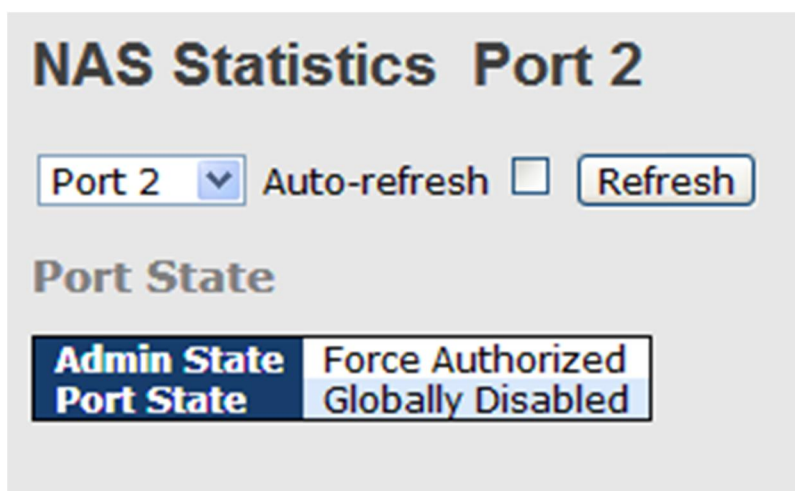 NAS Statistics Port 2
Port 2 Auto-refresh Refresh
Port State
Admin State Force Authorized
Port State Globally Disabled